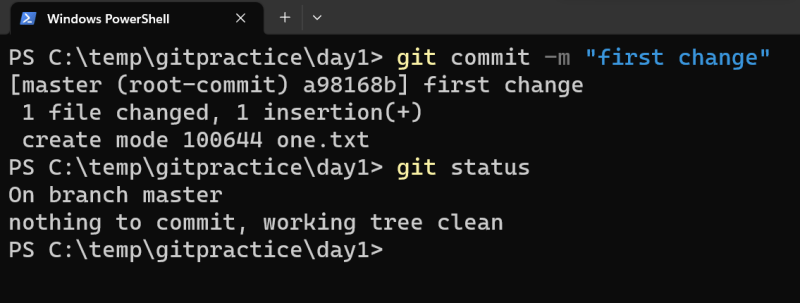 Windows PowerShell
PS C:\temp\gitpractice\day1> git commit -m "first change"
[master (root-commit) a98168b] first change
 1 file changed, 1 insertion(+)
 create mode 100644 one.txt
PS C:\temp\gitpractice\day1> git status
On branch master
nothing to commit, working tree clean
PS C:\temp\gitpractice\day1>